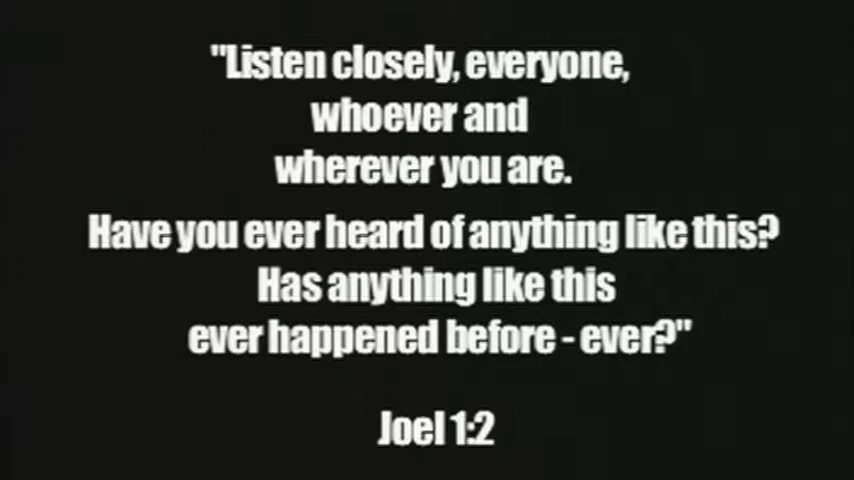 "Listen closely, everyone,
whoever and
wherever you are.
Have you ever heard of anything like this?
Has anything like this
ever happened before - ever?"
Joel 1:2